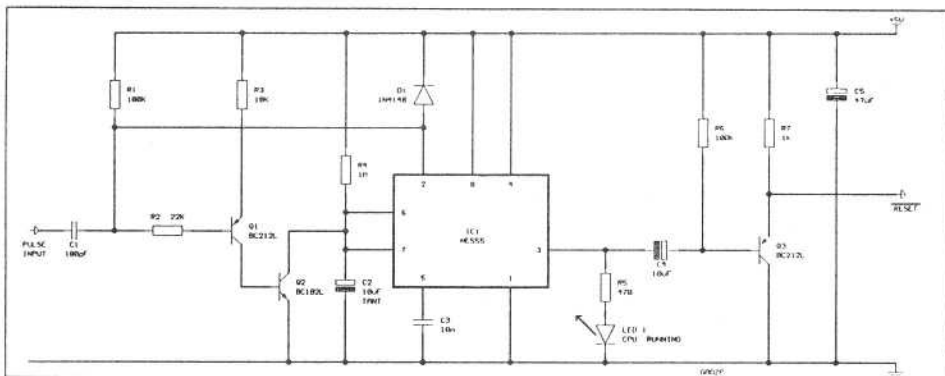 +5V
R1
100K
R3
10K
D1
1N4148
C5
47uF
R6
100k
R7
1k
R4
1M
2
8
4
6
7
IC1
NE555
3
5
1
RESET
R2 22K
Q1
BC212L
PULSE
INPUT
C1
100pF
Q2
BC182L
C2
10uF
TANT
C3
10n
C4
10uF
Q3
BC212L
R5
47Ω
LED 1
CPU RUNNING